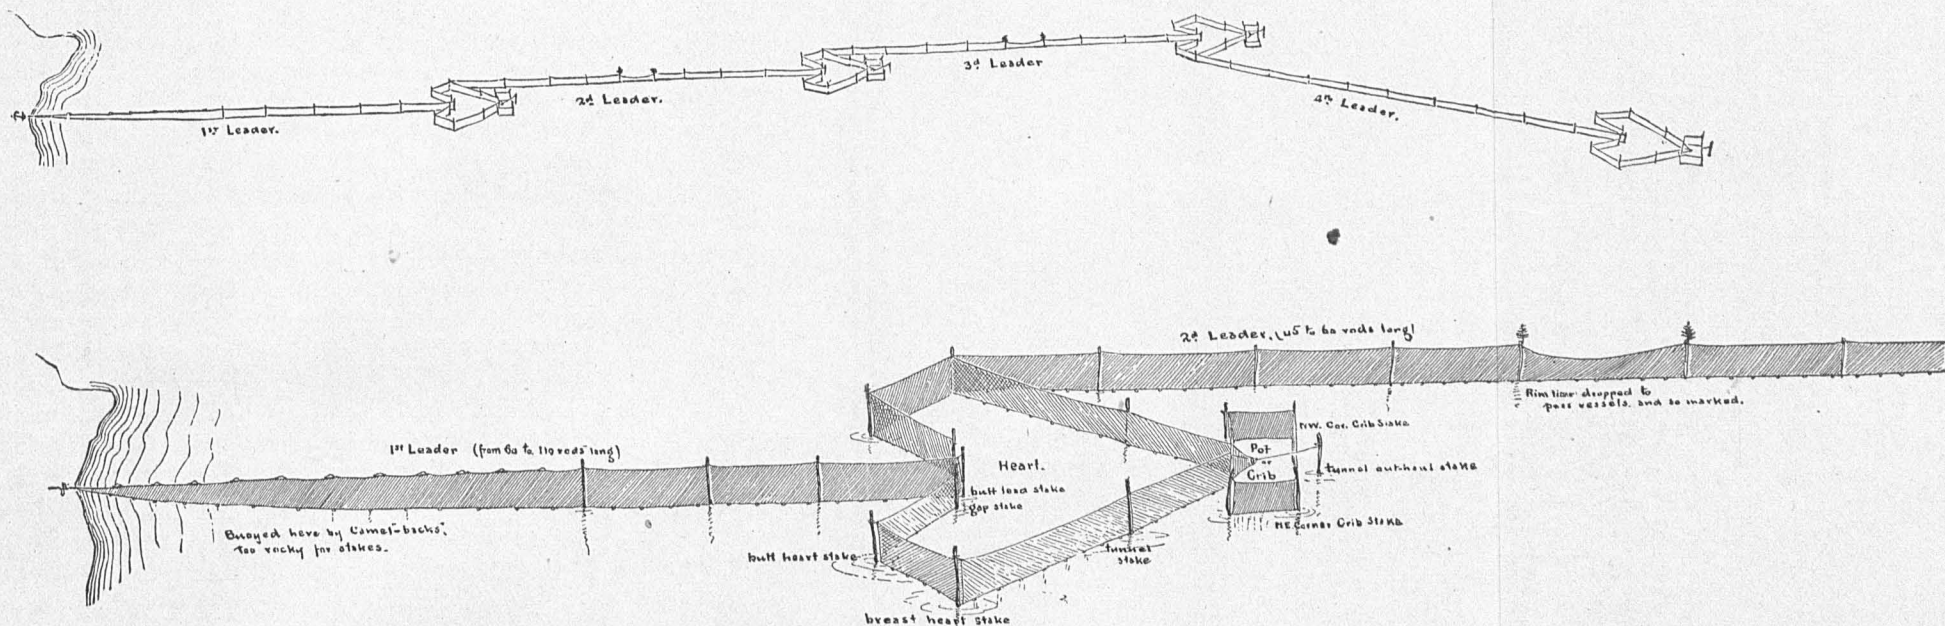 1st Leader.
2d Leader.
3d Leader
4th Leader.
2d Leader. (45 to 60 rods long)
Rim line dropped to
pass vessels, and so marked.
1st Leader (from 60 to 110 rods long)
Buoyed here by "Camel-backs";
Too rocky for stakes.
Heart.
butt lead stake
gap stake
butt heart stake
breast heart stake
tunnel
stake
N.W. Cor. Crib Stake
Pot
or
Crib
tunnel out-haul stake
N.E. Corner Crib Stake